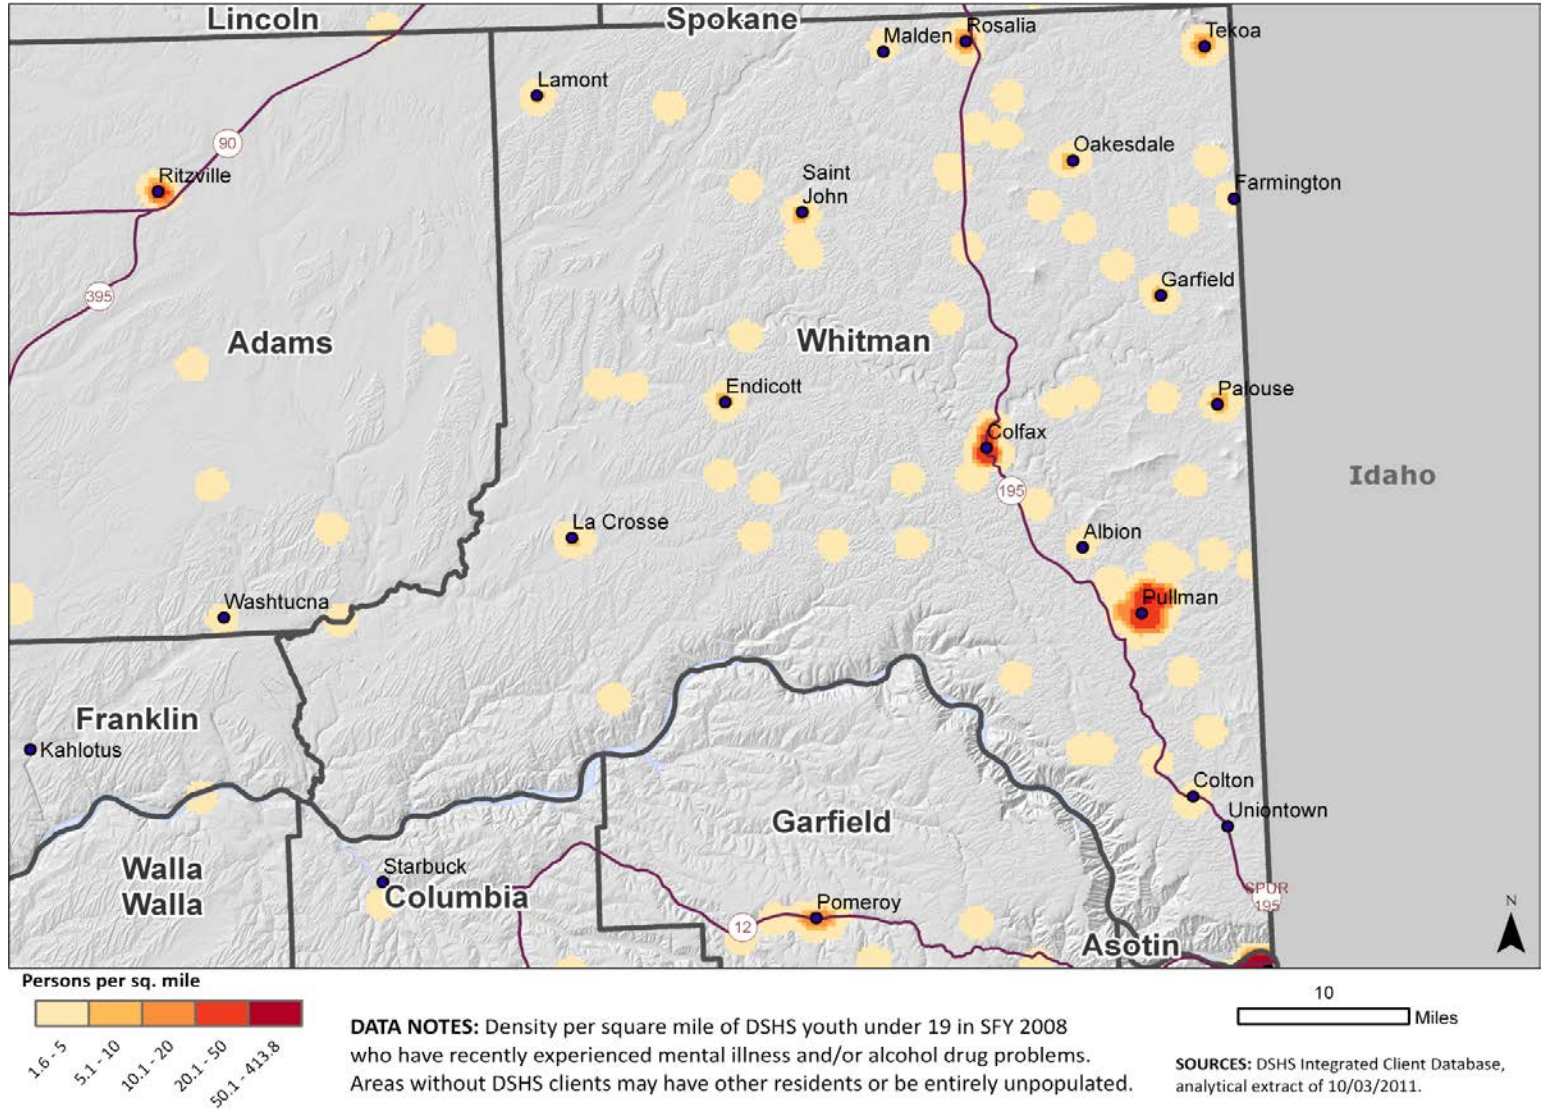 Lincoln
Spokane
Malden
Rosalia
Tekoa
Lamont
90
Oakesdale
Ritzville
Saint
John
Farmington
395
Garfield
Adams
Whitman
Endicott
Palouse
Colfax
Idaho
195
La Crosse
Albion
Washtucna
Pullman
Franklin
Kahlotus
Colton
Uniontown
Garfield
Walla
Walla
Starbuck
Columbia
SPUR
195
Pomeroy
12
Asotin
N
Persons per sq. mile
1.6 - 5
5.1 - 10
10.1 - 20
20.1 - 50
50.1 - 413.8
DATA NOTES: Density per square mile of DSHS youth under 19 in SFY 2008
who have recently experienced mental illness and/or alcohol drug problems.
Areas without DSHS clients may have other residents or be entirely unpopulated.
10
Miles
SOURCES: DSHS Integrated Client Database,
analytical extract of 10/03/2011.